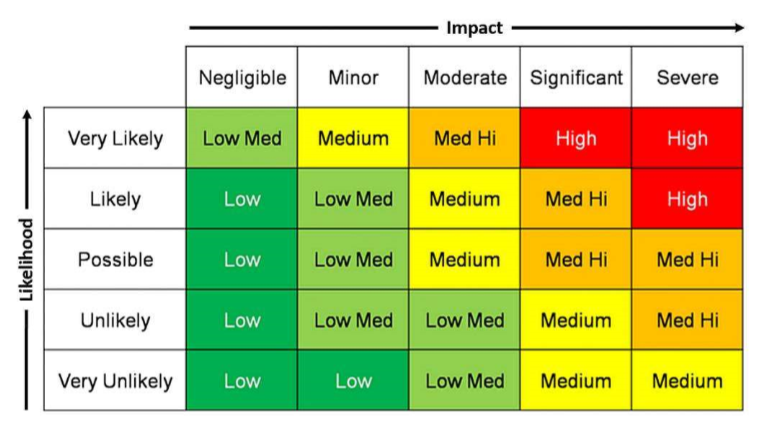 Impact
Negligible Minor Moderate Significant Severe
Very Likely Low Med Medium Med Hi High High
Likely Low Low Med Medium Med Hi High
Possible Low Low Med Medium Med Hi Med Hi
Unlikely Low Low Med Low Med Medium Med Hi
Very Unlikely Low Low Low Med Medium Medium
Likelihood